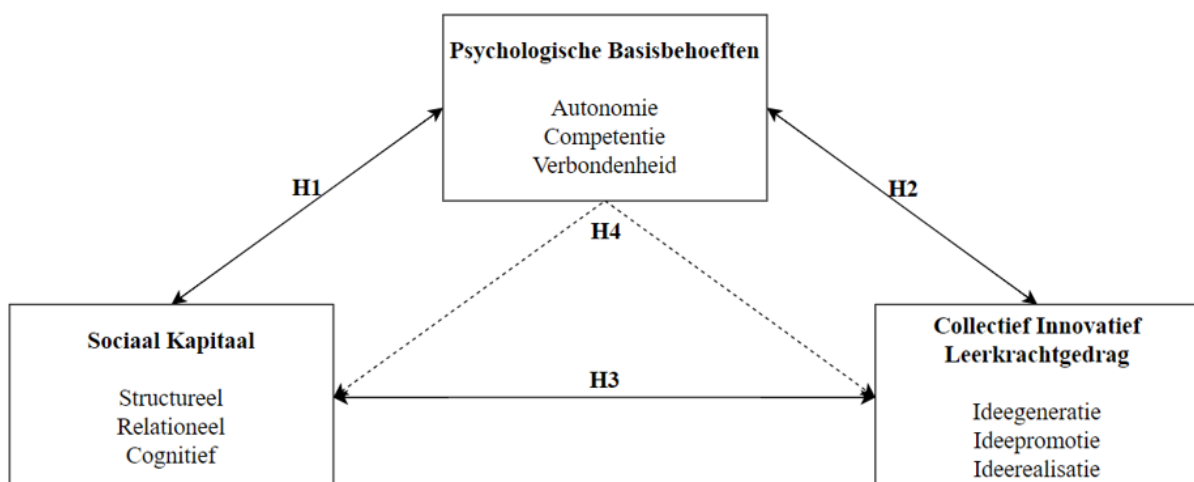 Psychologische Basisbehoeften
Autonomie
Competentie
Verbondenheid
H1
H2
H4
Sociaal Kapitaal
Structureel
Relationeel
Cognitief
H3
Collectief Innovatief
Leerkrachtgedrag
Ideegeneratie
Ideepromotie
Ideerealisatie